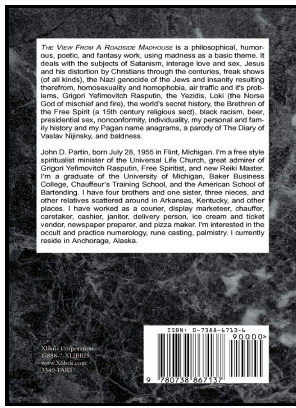 THE VIEW FROM A ROADSIDE MADHOUSE is a philosophical, humor-
ous, poetic, and fantasy work, using madness as a basic theme. It
deals with the subjects of Satanism, interage love and sex, Jesus
and his distortion by Christians through the centuries, freak shows
(of all kinds), the Nazi genocide of the Jews and insanity resulting
therefrom, homosexuality and homophobia, air traffic and it's prob-
lems, Grigori Yefimovitch Rasputin, the Yezidis, Loki (the Norse
God of mischief and fire), the world's secret history, the Brethren of
the Free Spirit (a 15th century religious sect), black racism, beer,
presidential sex, nonconformity, individuality, my personal and fam-
ily history and my Pagan name anagrams, a parody of The Diary of
Vaslav Nijinsky, and baldness.
John D. Partin, born July 28, 1955 in Flint, Michigan. I'm a free style
spiritualist minister of the Universal Life Church, great admirer of
Grigori Yefimovitch Rasputin, Free Spiritist, and new Reiki Master.
I'm a graduate of the University of Michigan, Baker Business
College, Chauffeur's Training School, and the American School of
Bartending. I have four brothers and one sister, three nieces, and
other relatives scattered around in Arkansas, Kentucky, and other
places. I have worked as a courier, display marketeer, chauffer,
caretaker, cashier, janitor, delivery person, ice cream and ticket
vendor, newspaper preparer, and pizza maker. I'm interested in the
occult and practice numerology, rune casting, palmistry. I currently
reside in Anchorage, Alaska.
Xlibris Corporation
1-888-7-XLIBRIS
www.Xlibris.com
3349 PART
ISBN: 0-7388-6713-6
90000>
9 780738 867137